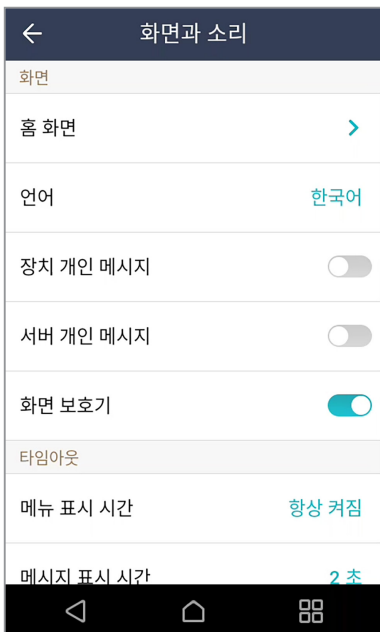 화면과 소리
화면
홈 화면
언어 한국어
장치 개인 메시지
서버 개인 메시지
화면 보호기
타임아웃
메뉴 표시 시간 항상 켜짐
메시지 표시 시간 2 초